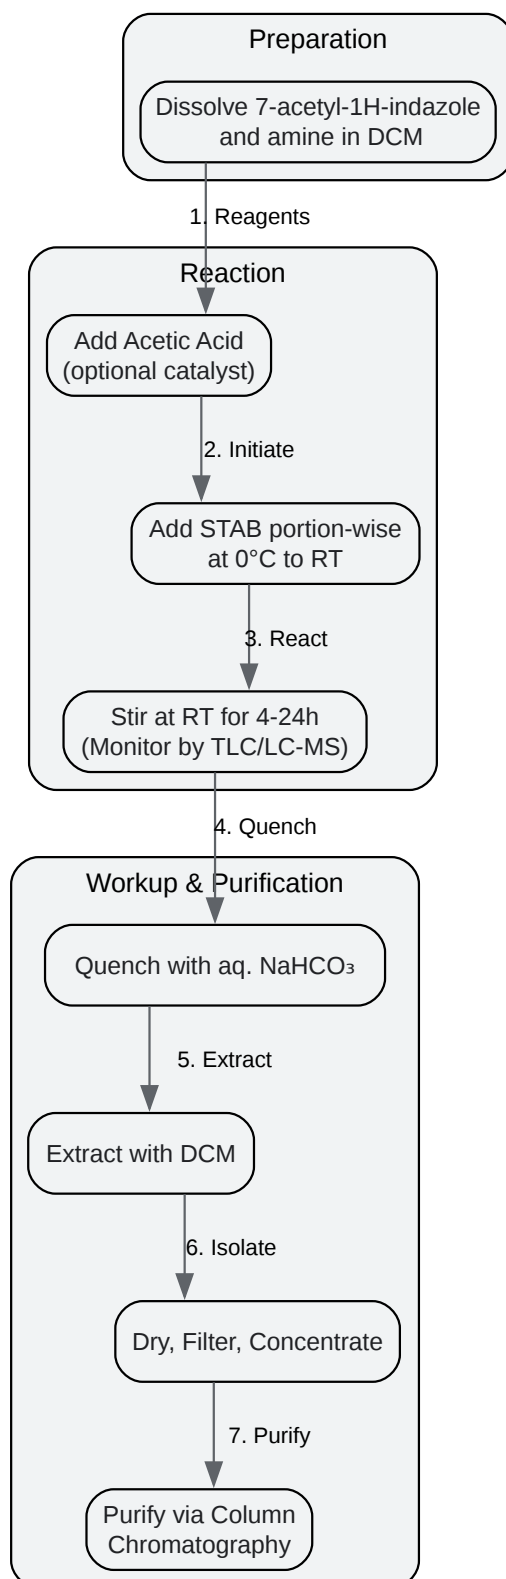 Preparation
Dissolve 7-acetyl-1H-indazole
and amine in DCM
1. Reagents
Reaction
Add Acetic Acid
(optional catalyst)
2. Initiate
Add STAB portion-wise
at 0°C to RT
3. React
Stir at RT for 4-24h
(Monitor by TLC/LC-MS)
4. Quench
Workup & Purification
Quench with aq. NaHCO₃
5. Extract
Extract with DCM
6. Isolate
Dry, Filter, Concentrate
7. Purify
Purify via Column
Chromatography